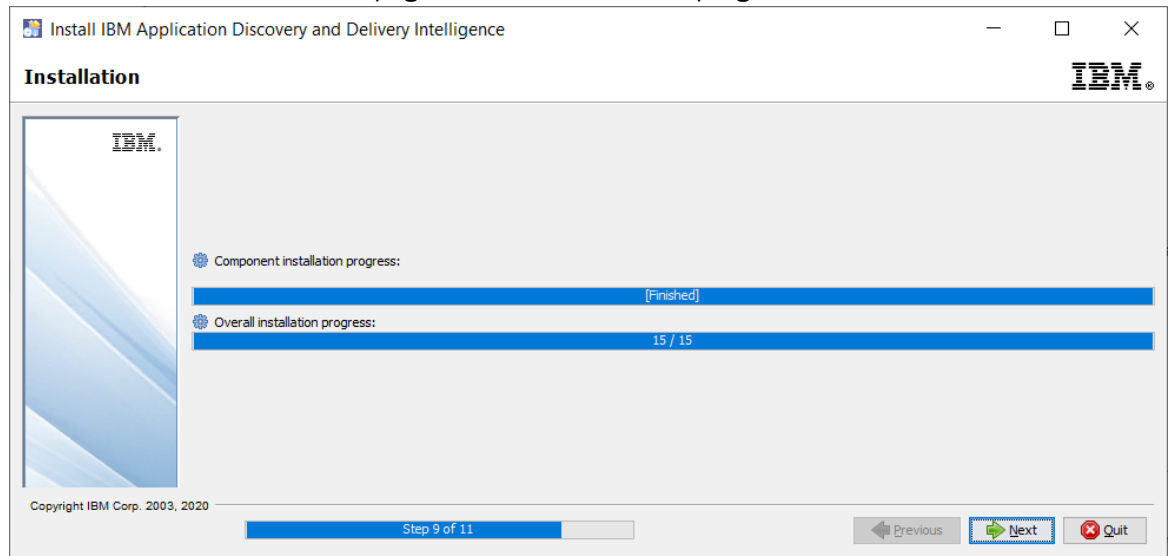 Install IBM Application Discovery and Delivery Intelligence
Installation
IBM®
IBM.
Component installation progress:
[Finished]
Overall installation progress:
15 / 15
Copyright IBM Corp. 2003, 2020
Step 9 of 11
Previous
Next
Quit